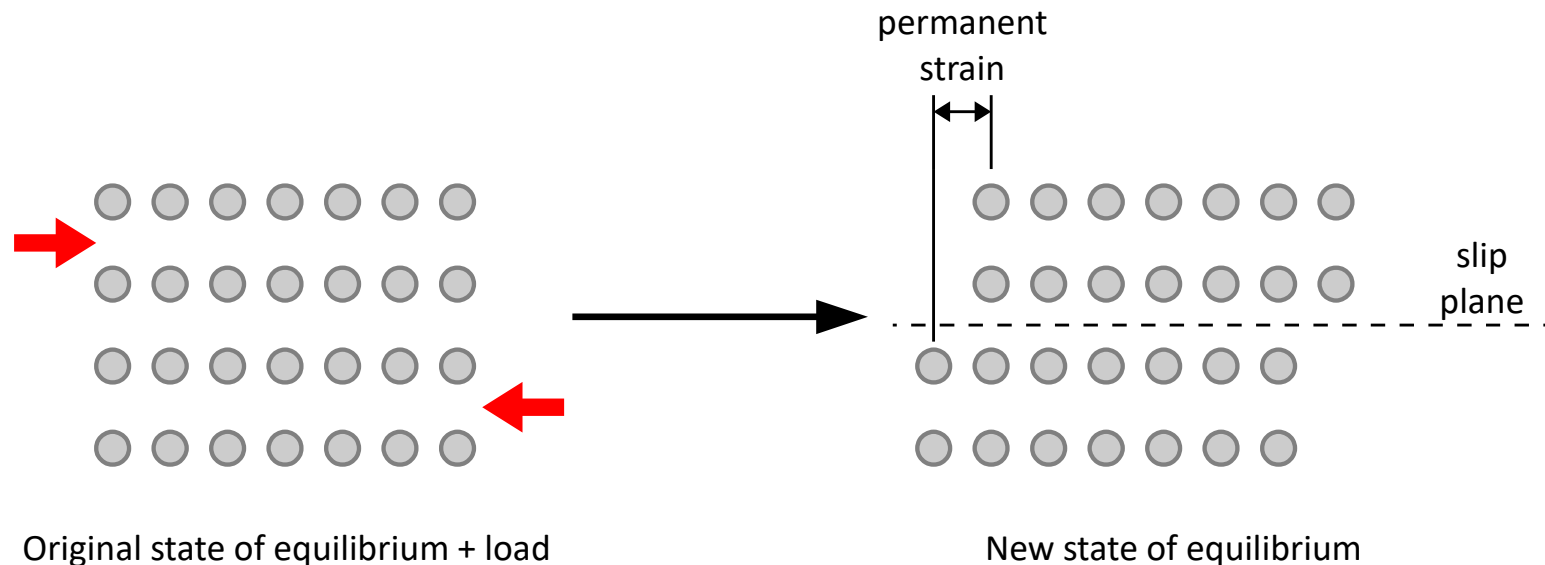 permanent
strain
slip
plane
Original state of equilibrium + load
New state of equilibrium